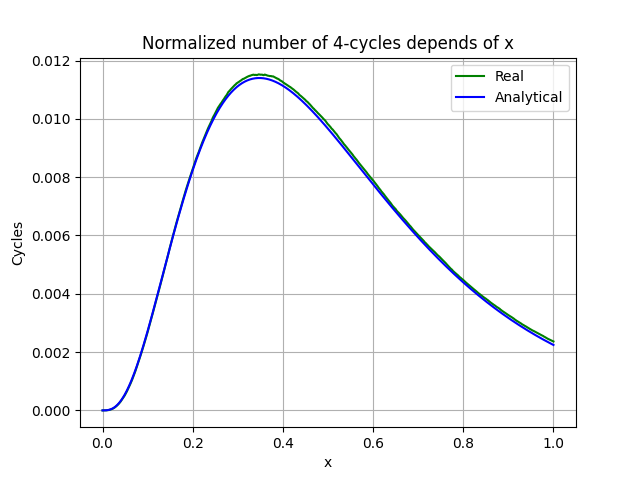 Normalized number of 4-cycles depends of x
Real
Analytical
0.012
0.010
0.008
0.006
0.004
0.002
0.000
Cycles
0.0 0.2 0.4 0.6 0.8 1.0
x